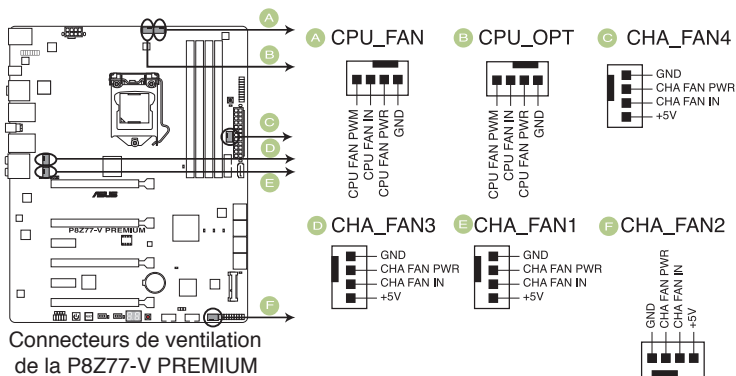 A
B
C
D
E
F
/SUS
P8Z77-V PREMIUM
Connecteurs de ventilation
de la P8Z77-V PREMIUM
A CPU_FAN
CPU FAN PWM
CPU FAN IN
CPU FAN PWR
GND
B CPU_OPT
CPU FAN PWM
CPU FAN IN
CPU FAN PWR
GND
C CHA_FAN4
GND
CHA FAN PWR
CHA FAN IN
+5V
D CHA_FAN3
GND
CHA FAN PWR
CHA FAN IN
+5V
E CHA_FAN1
GND
CHA FAN PWR
CHA FAN IN
+5V
F CHA_FAN2
GND
CHA FAN PWR
CHA FAN IN
+5V